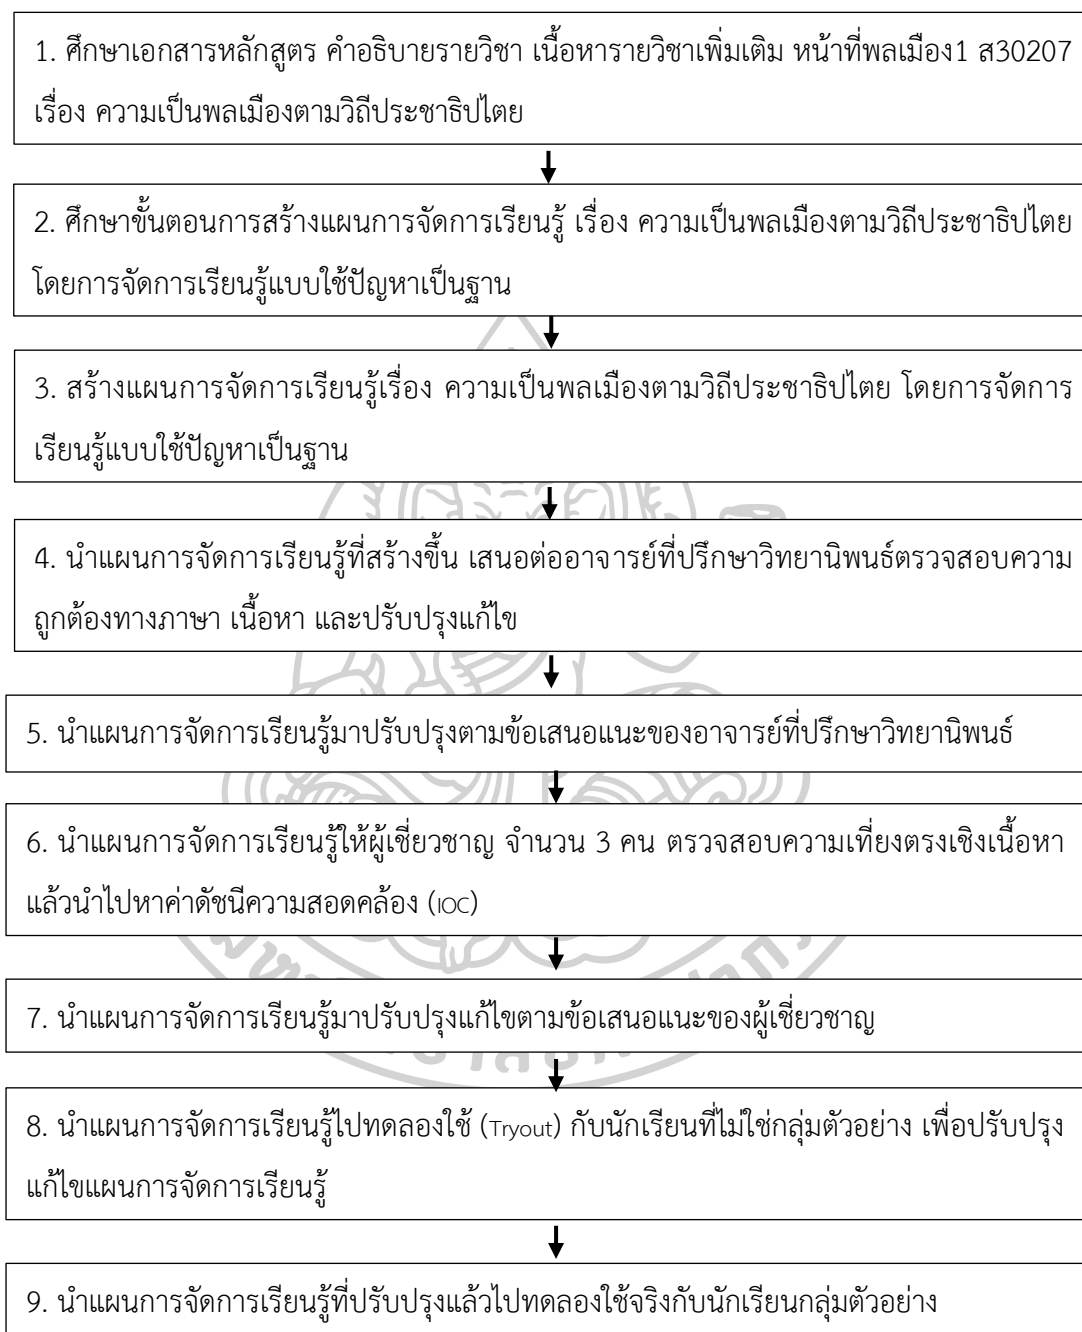 1. ศึกษาเอกสารหลักสูตร คำอธิบายรายวิชา เนื้อหารายวิชาเพิ่มเติม หน้าที่พลเมือง1 ส30207
เรื่อง ความเป็นพลเมืองตามวิถีประชาธิปไตย
2. ศึกษาขั้นตอนการสร้างแผนการจัดการเรียนรู้ เรื่อง ความเป็นพลเมืองตามวิถีประชาธิปไตย
โดยการจัดการเรียนรู้แบบใช้ปัญหาเป็นฐาน
3. สร้างแผนการจัดการเรียนรู้เรื่อง ความเป็นพลเมืองตามวิถีประชาธิปไตย โดยการจัดการ
เรียนรู้แบบใช้ปัญหาเป็นฐาน
4. นำแผนการจัดการเรียนรู้ที่สร้างขึ้น เสนอต่ออาจารย์ที่ปรึกษาวิทยานิพนธ์ตรวจสอบความ
ถูกต้องทางภาษา เนื้อหา และปรับปรุงแก้ไข
5. นำแผนการจัดการเรียนรู้มาปรับปรุงตามข้อเสนอแนะของอาจารย์ที่ปรึกษาวิทยานิพนธ์
6. นำแผนการจัดการเรียนรู้ให้ผู้เชี่ยวชาญ จำนวน 3 คน ตรวจสอบความเที่ยงตรงเชิงเนื้อหา
แล้วนำไปหาค่าดัชนีความสอดคล้อง (IOC)
7. นำแผนการจัดการเรียนรู้มาปรับปรุงแก้ไขตามข้อเสนอแนะของผู้เชี่ยวชาญ
8. นำแผนการจัดการเรียนรู้ไปทดลองใช้ (Tryout) กับนักเรียนที่ไม่ใช่กลุ่มตัวอย่าง เพื่อปรับปรุง
แก้ไขแผนการจัดการเรียนรู้
9. นำแผนการจัดการเรียนรู้ที่ปรับปรุงแล้วไปทดลองใช้จริงกับนักเรียนกลุ่มตัวอย่าง